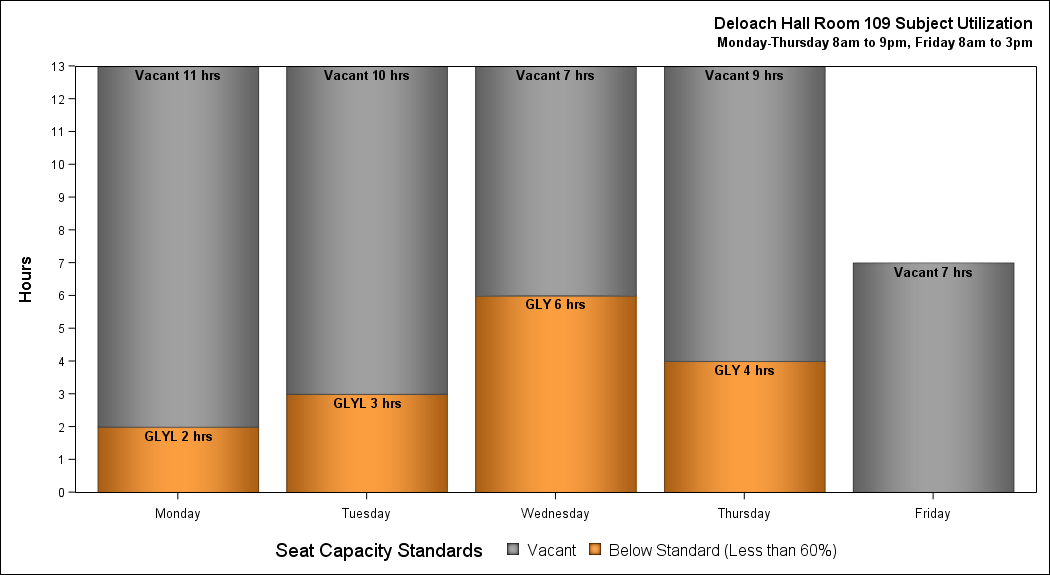 Deloach Hall Room 109 Subject Utilization
Monday-Thursday 8am to 9pm, Friday 8am to 3pm
Hours
13
12
11
10
9
8
7
6
5
4
3
2
1
0
Vacant 11 hrs
GLYL 2 hrs
Vacant 10 hrs
GLYL 3 hrs
Vacant 7 hrs
GLY 6 hrs
Vacant 9 hrs
GLY 4 hrs
Vacant 7 hrs
Monday Tuesday Wednesday Thursday Friday
Seat Capacity Standards Vacant Below Standard (Less than 60%)